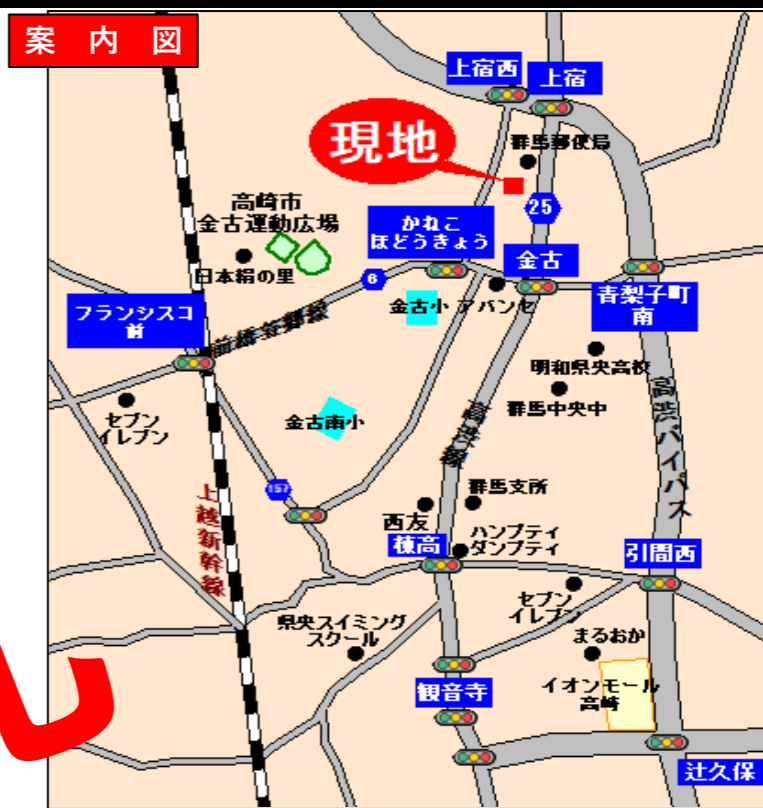 案内図
上宿西
上宿
群馬郵便局
現地
25
高崎市
金古運動広場
かねこ
ほどうきょう
金古
日本絹の里
6
青梨子町
南
フランシスコ
前
前橋箕郷線
金古小
アバンセ
明和県央高校
群馬中央中
セブン
イレブン
金古南小
高渋線
高渋バイパス
157
群馬支所
上越新幹線
西友
ハンプティ
ダンプティ
棟高
引間西
セブン
イレブン
県央スイミング
スクール
まるおか
イオンモール
高崎
観音寺
辻久保